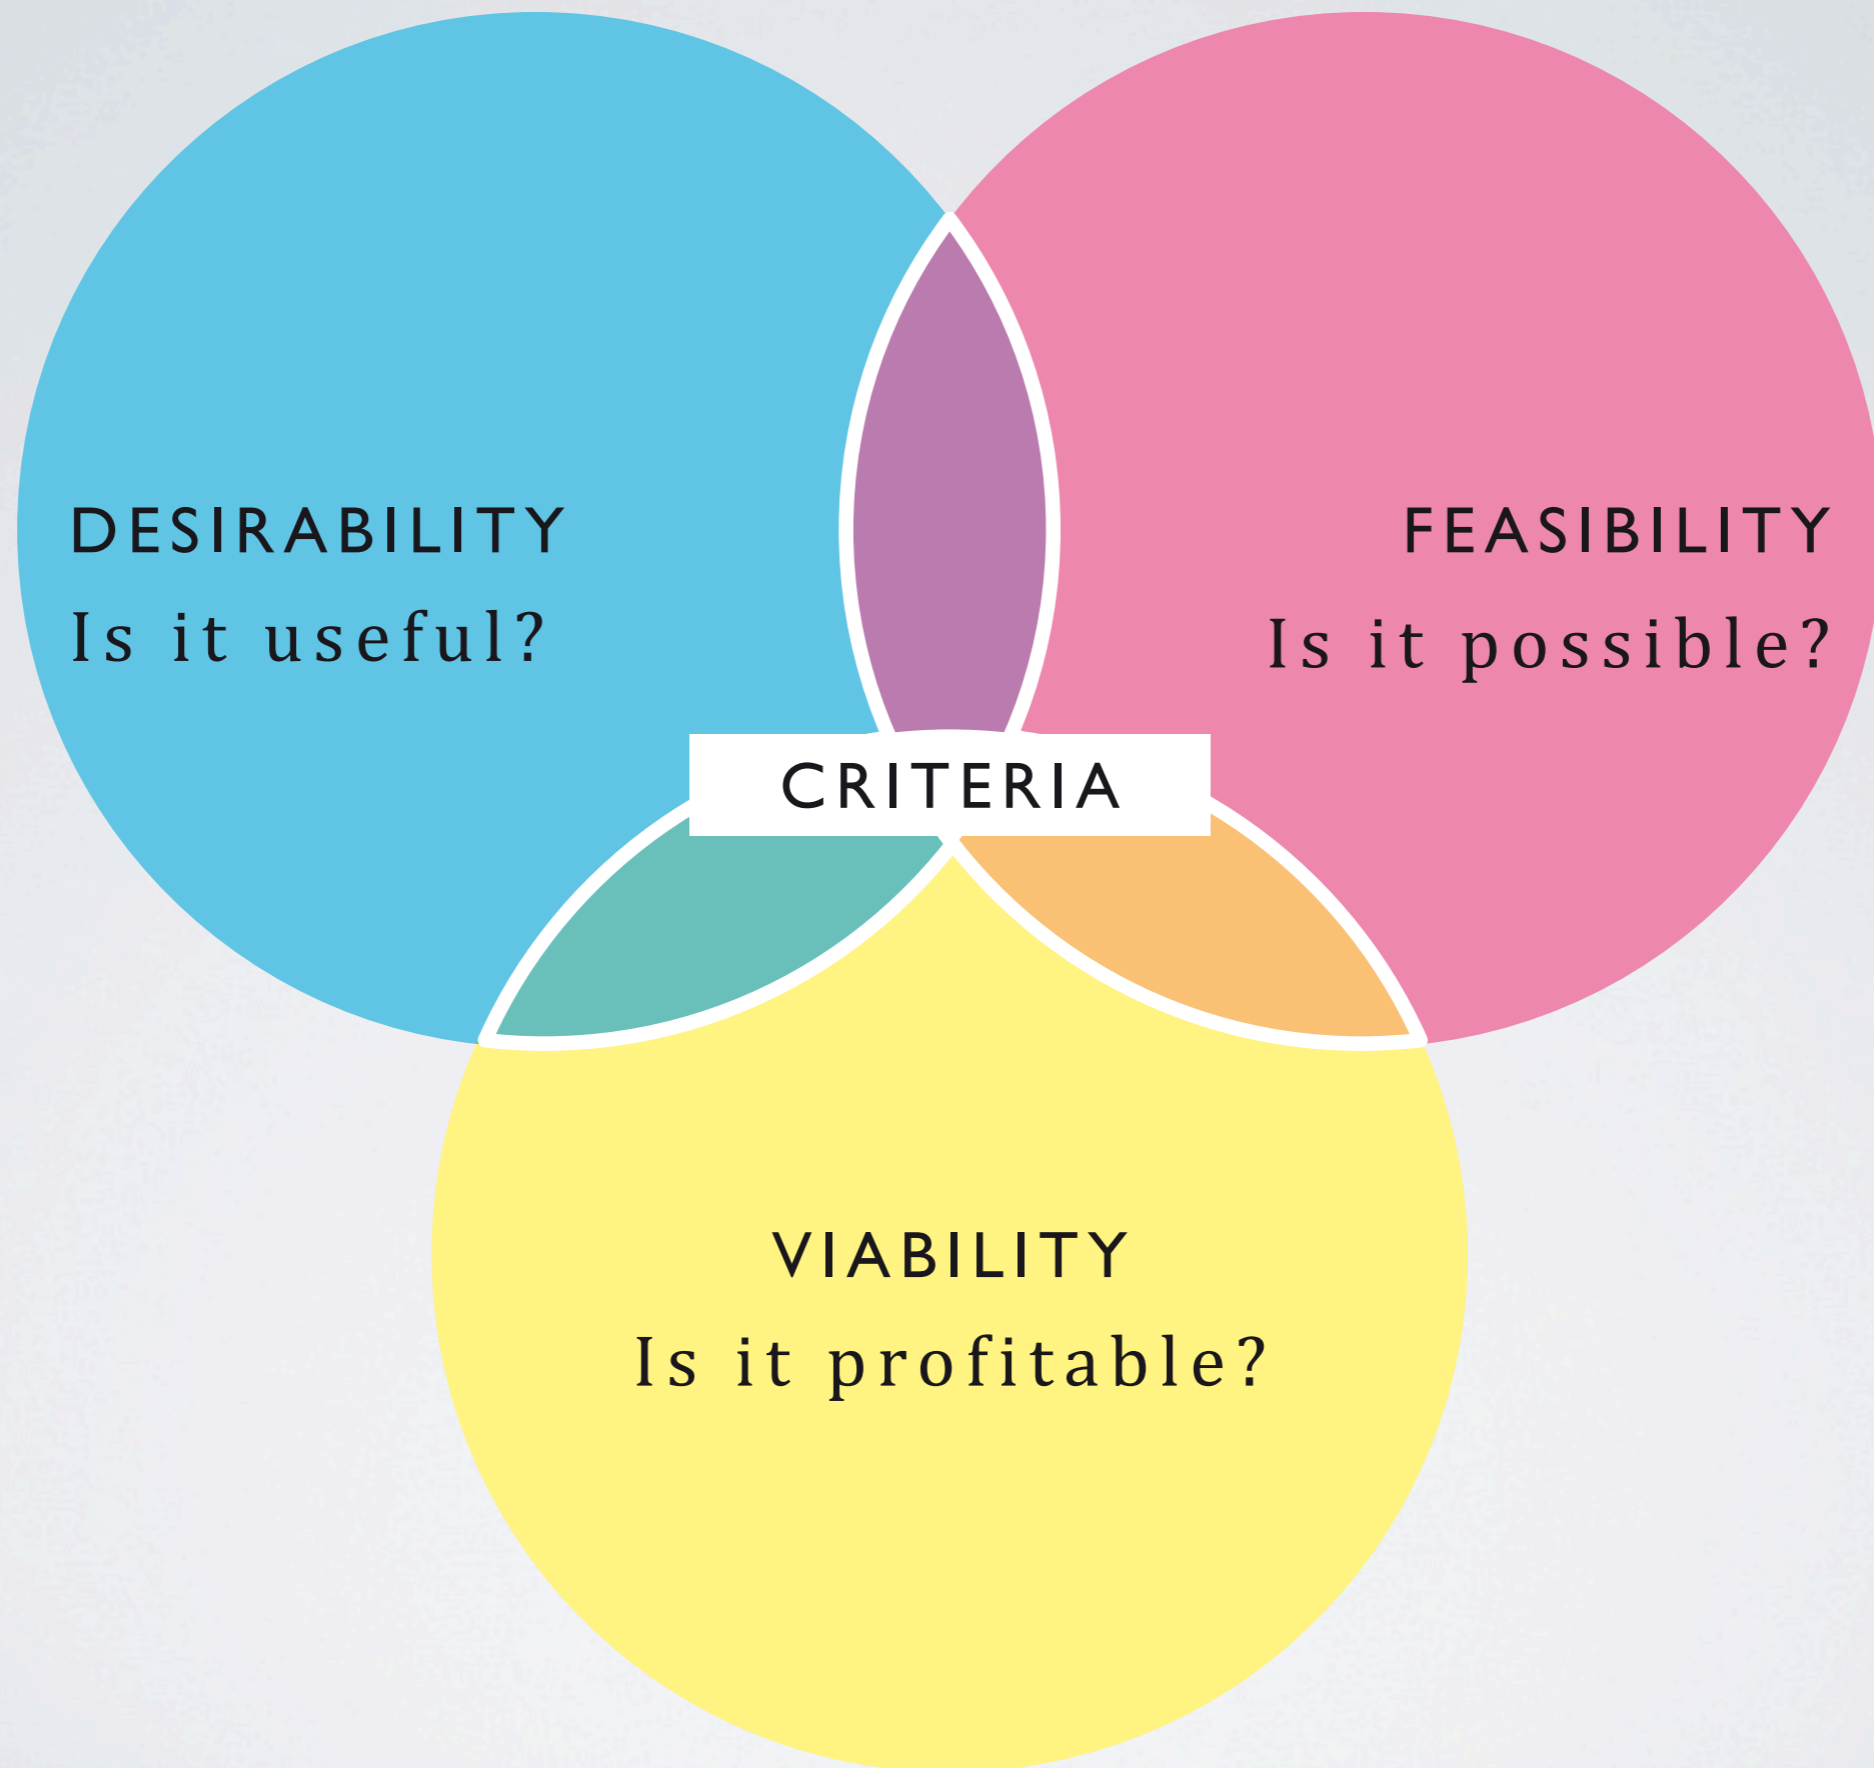 DESIRABILITY
Is it useful?
FEASIBILITY
Is it possible?
CRITERIA
VIABILITY
Is it profitable?